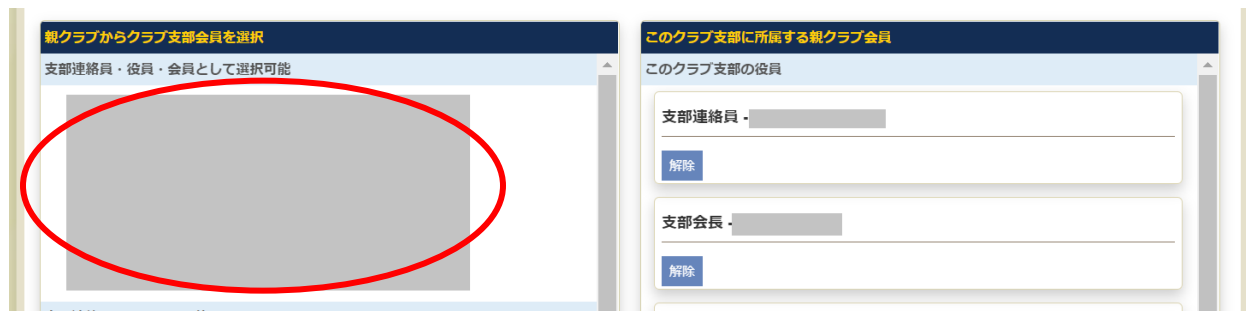 親クラブからクラブ支部会員を選択
支部連絡員・役員・会員として選択可能
このクラブ支部に所属する親クラブ会員
このクラブ支部の役員
支部連絡員 -
解除
支部会長 -
解除